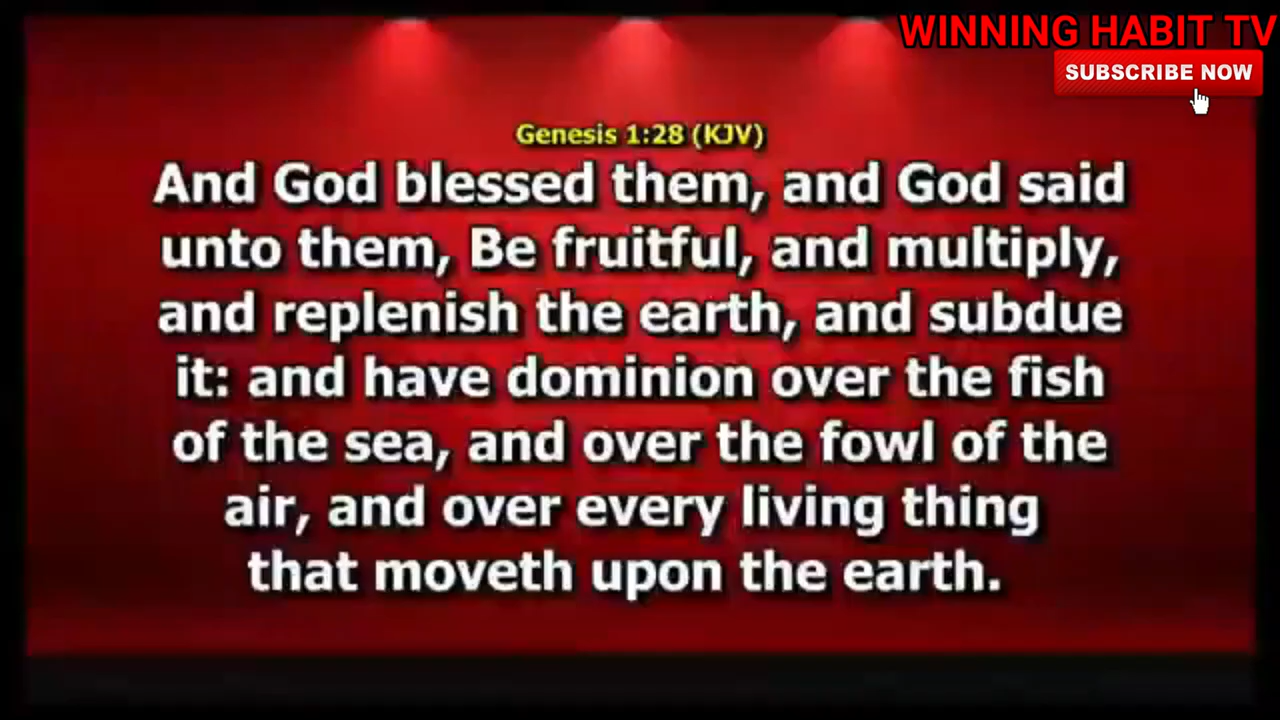 WINNING HABIT TV
SUBSCRIBE NOW
Genesis 1:28 (KJV)
And God blessed them, and God said
unto them, Be fruitful, and multiply,
and replenish the earth, and subdue
it: and have dominion over the fish
of the sea, and over the fowl of the
air, and over every living thing
that moveth upon the earth.